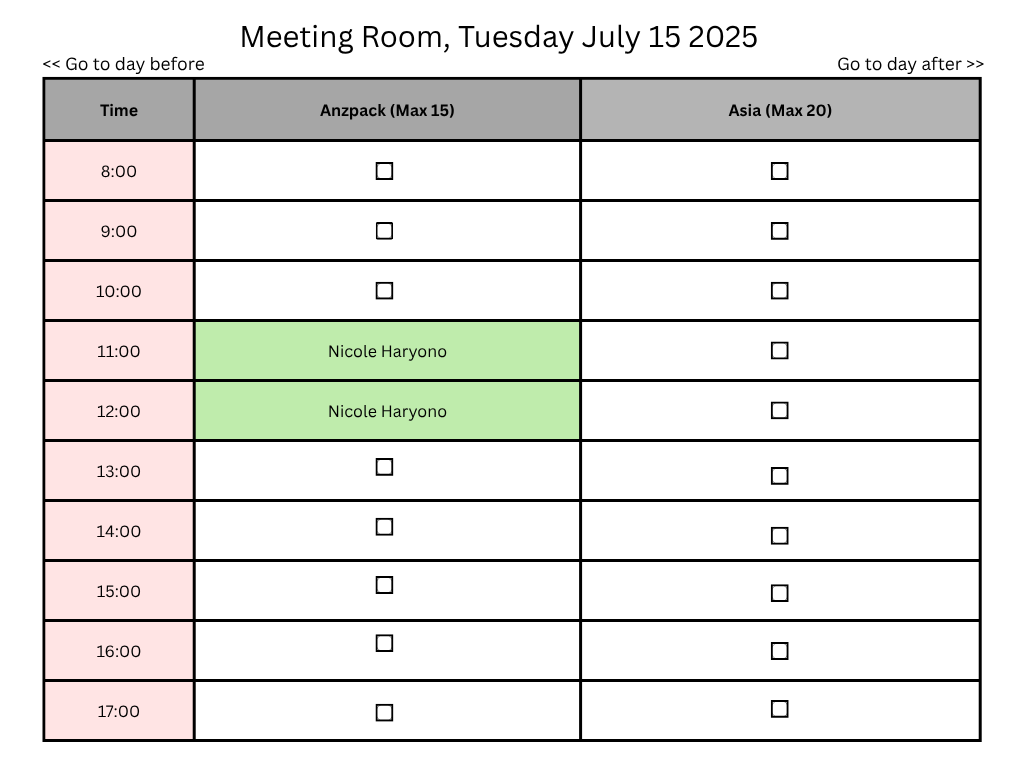 Meeting Room, Tuesday July 15 2025
<< Go to day before Go to day after >>
Time Anzpack (Max 15) Asia (Max 20)
8:00
9:00
10:00
11:00 Nicole Haryono
12:00 Nicole Haryono
13:00
14:00
15:00
16:00
17:00